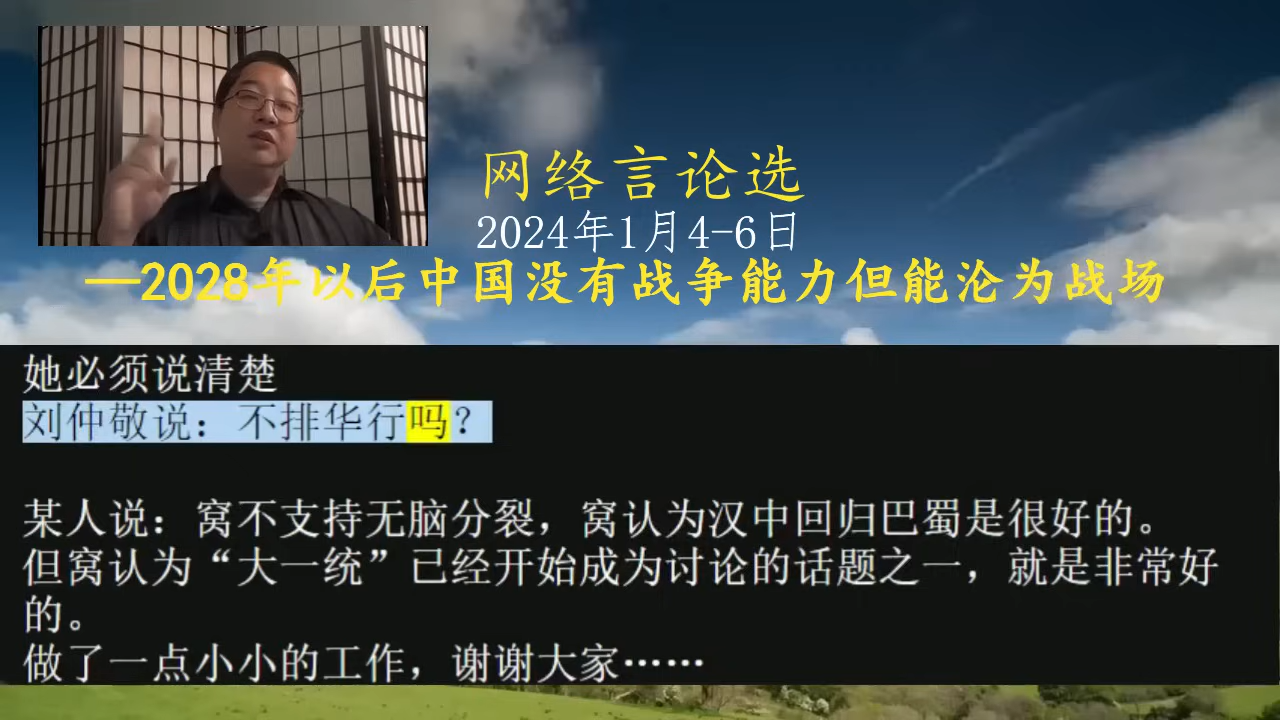 网络言论选
2024年1月4-6日
—2028年以后中国没有战争能力但能沦为战场
她必须说清楚
刘仲敬说：不排华行吗？
某人说：窝不支持无脑分裂，窝认为汉中回归巴蜀是很好的。
但窝认为“大一统”已经开始成为讨论的话题之一，就是非常好
的。
做了一点小小的工作，谢谢大家……